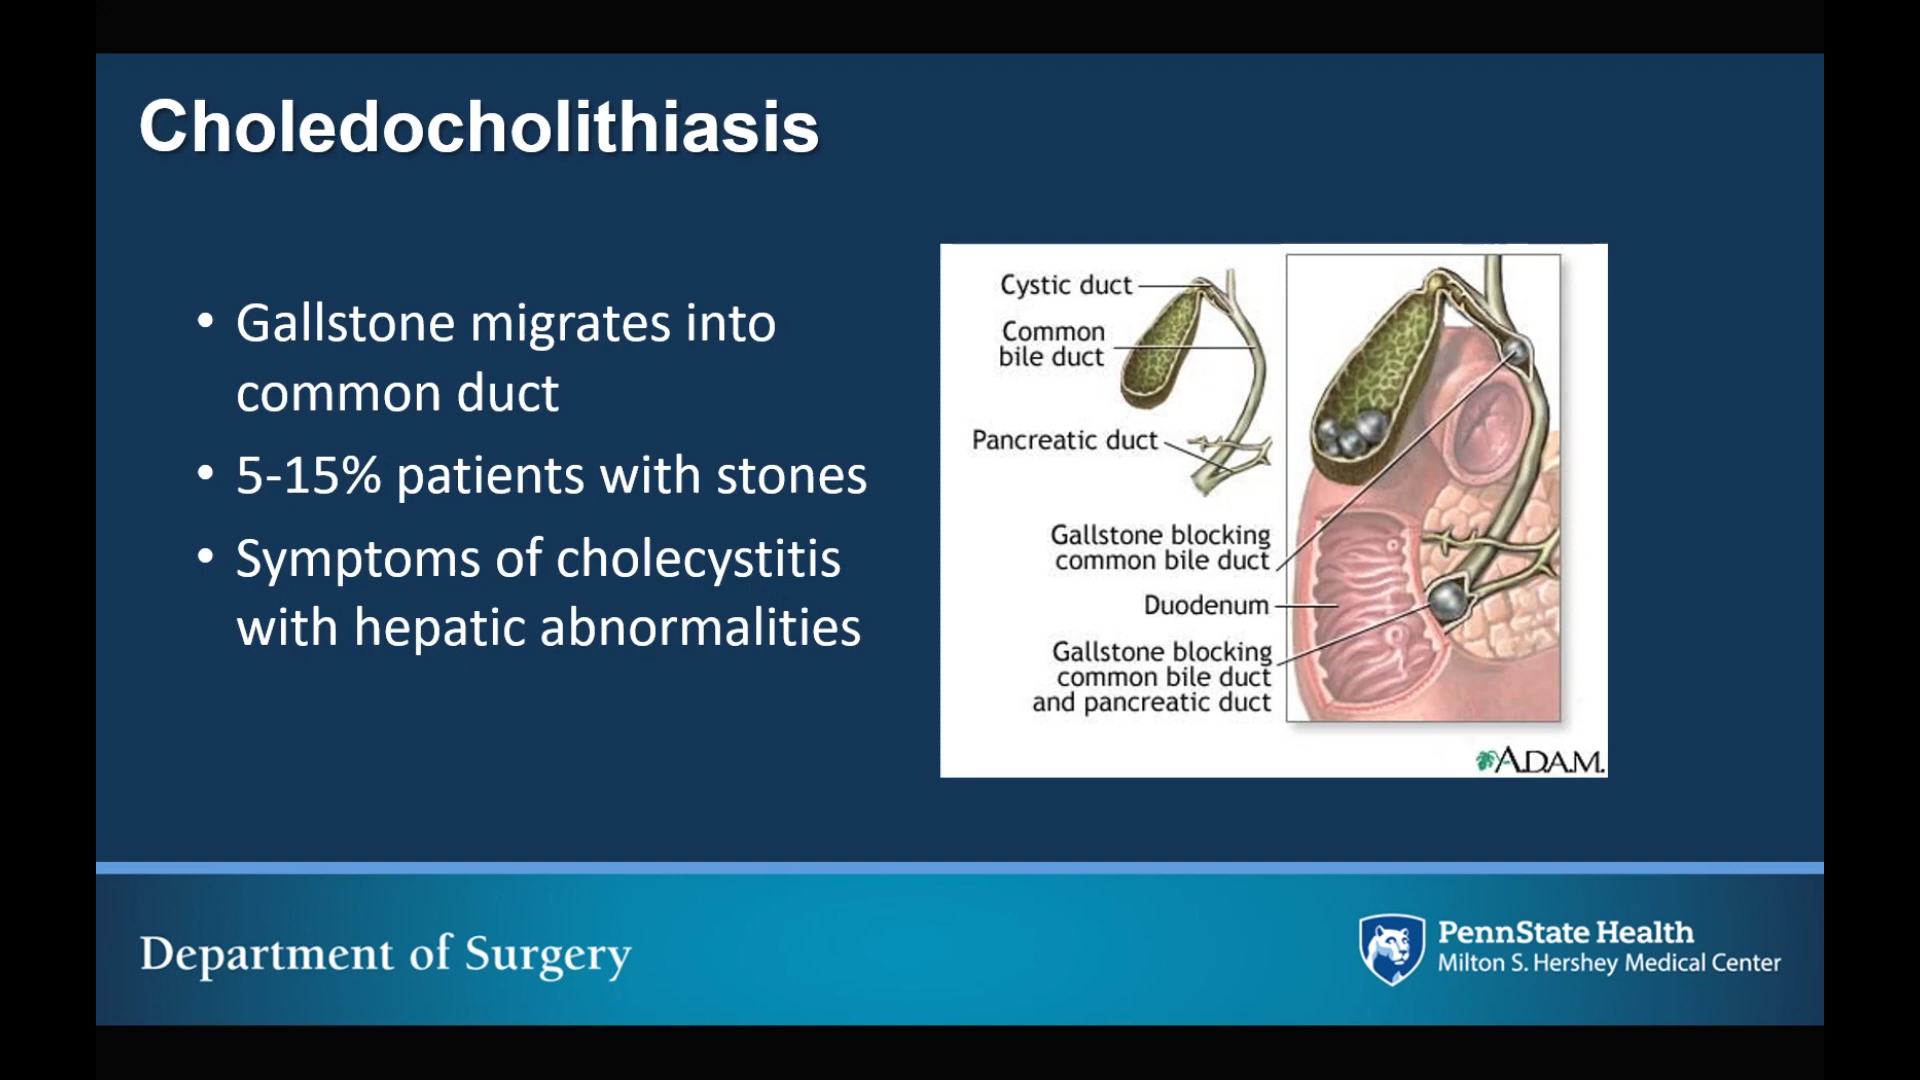 Choledocholithiasis
• Gallstone migrates into
common duct
• 5-15% patients with stones
• Symptoms of cholecystitis
with hepatic abnormalities
Cystic duct
Common
bile duct
Pancreatic duct
Gallstone blocking
common bile duct
Duodenum
Gallstone blocking
common bile duct
and pancreatic duct
A.D.A.M.
Department of Surgery
PennState Health
Milton S. Hershey Medical Center